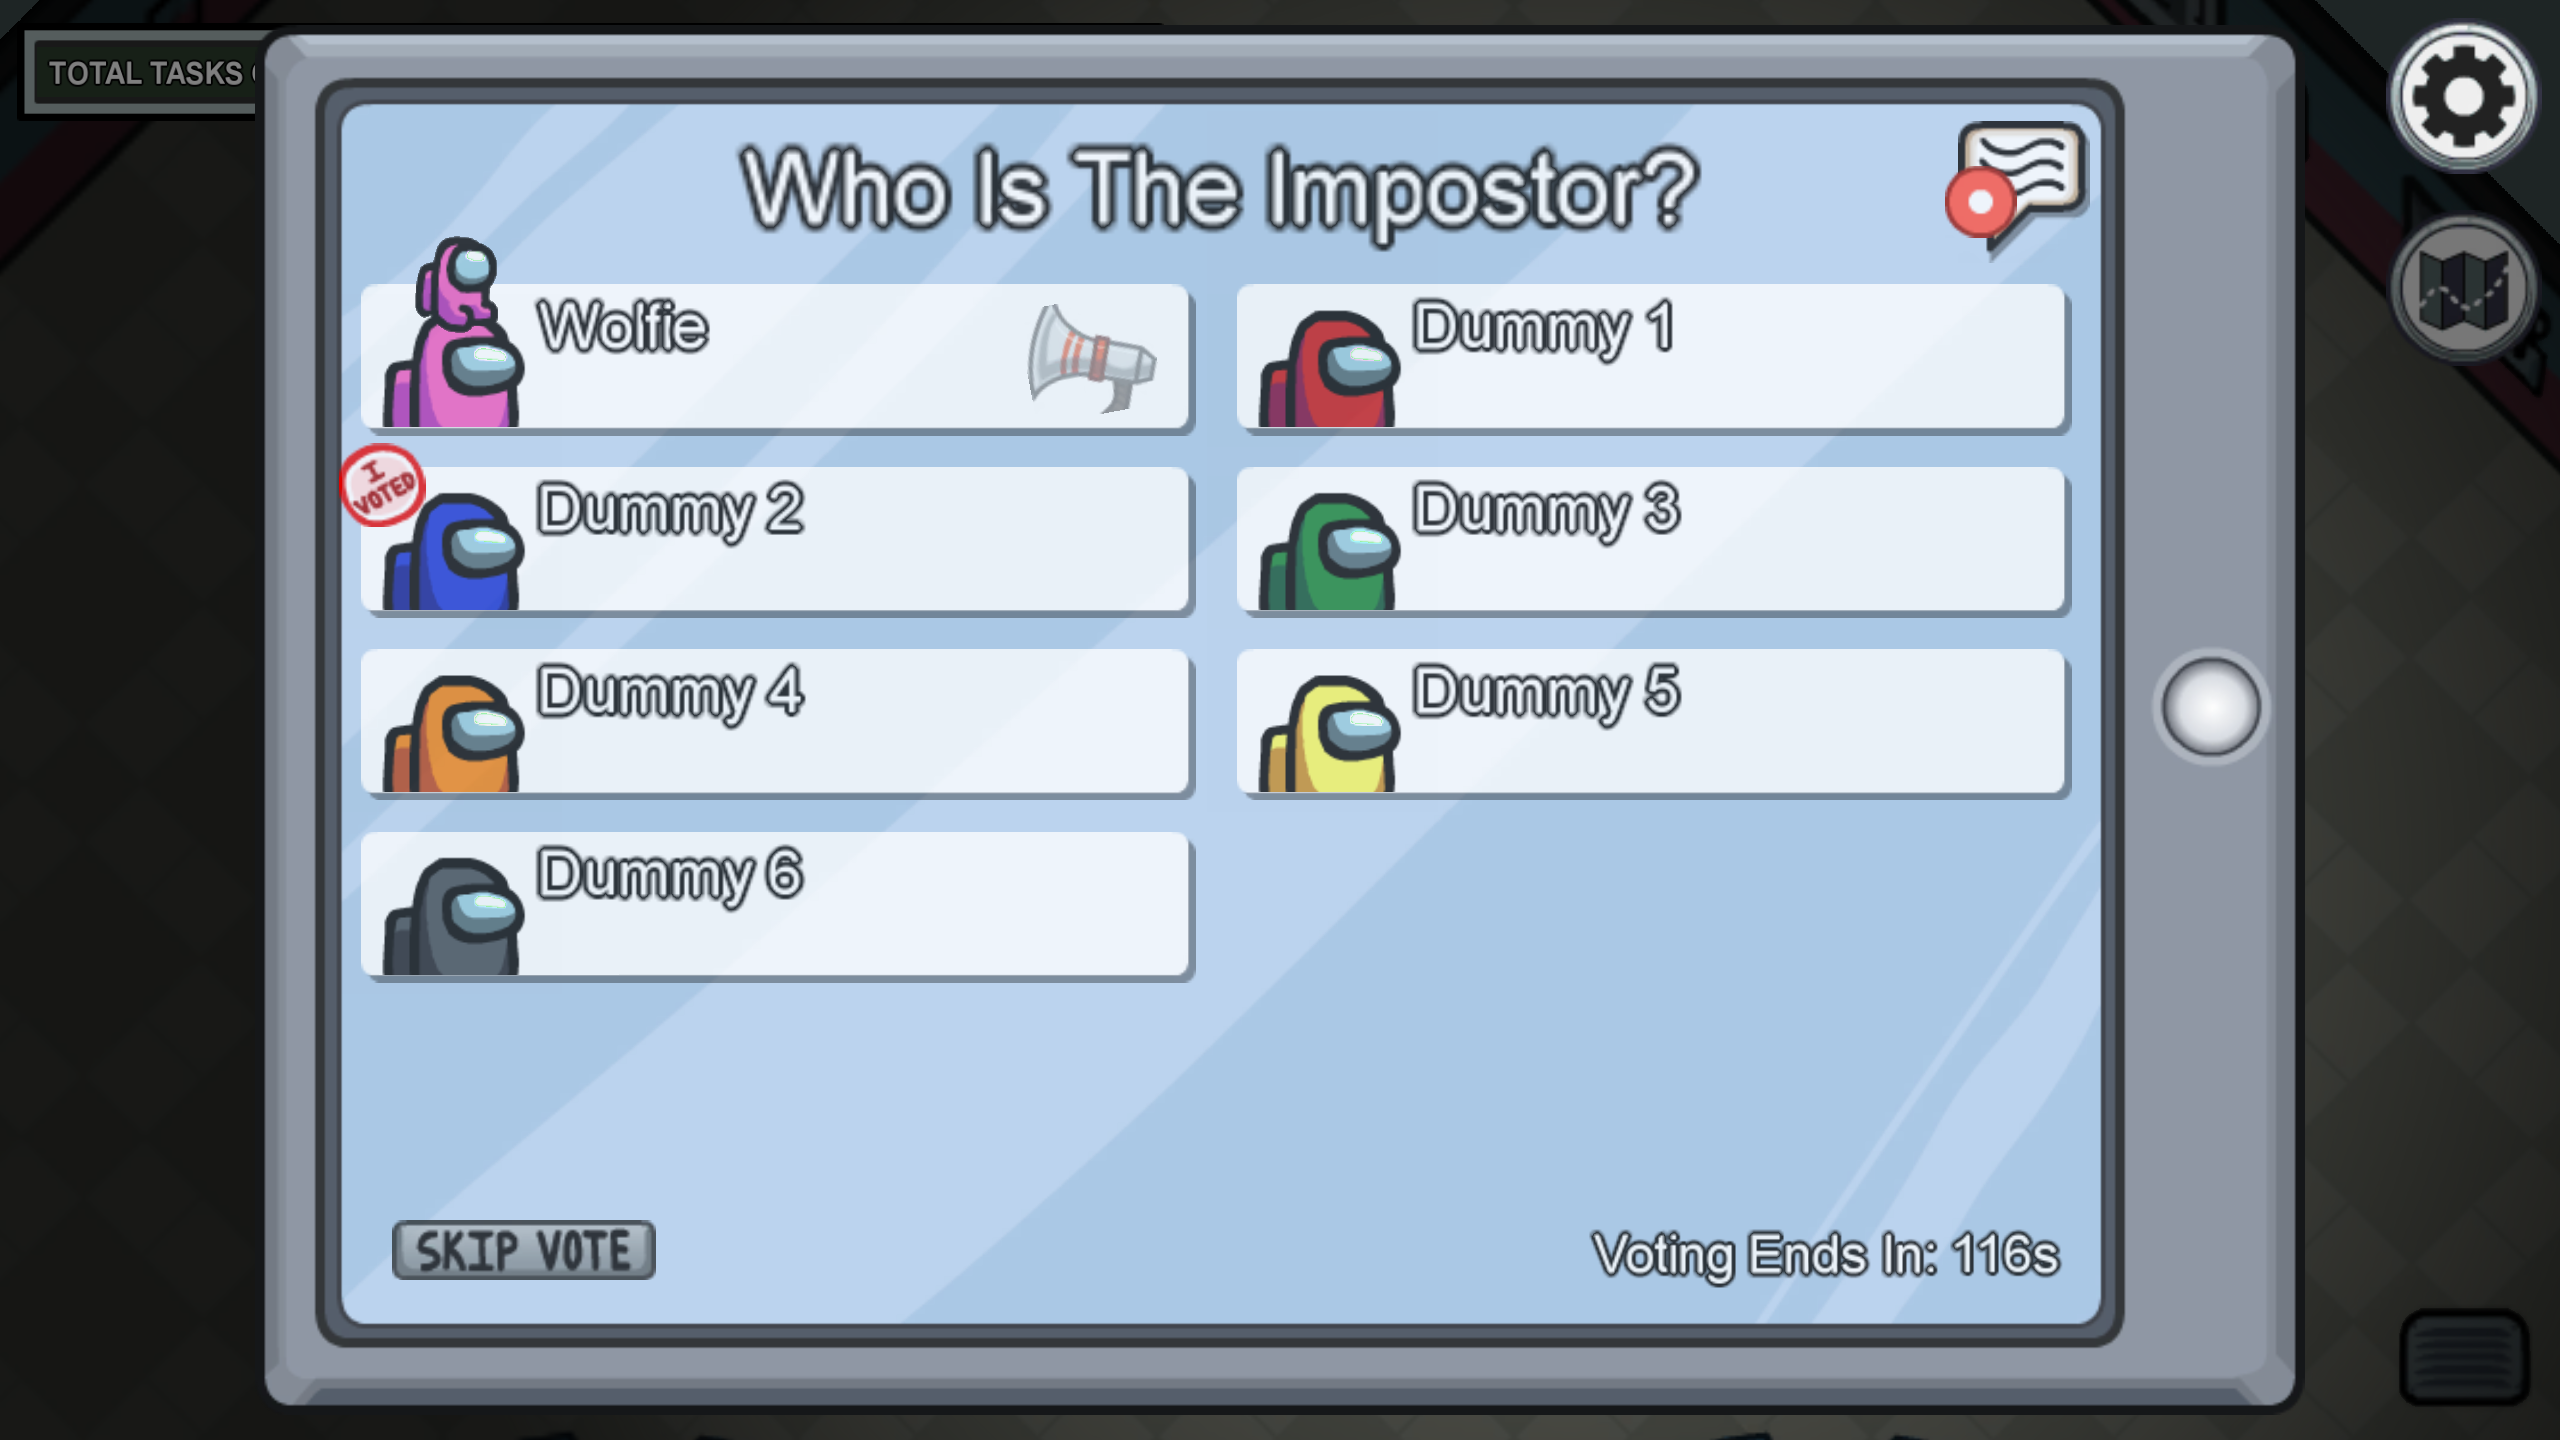 TOTAL TASKS
Who Is The Impostor?
Wolfie
Dummy 1
I VOTED
Dummy 2
Dummy 3
Dummy 4
Dummy 5
Dummy 6
SKIP VOTE
Voting Ends In: 116s